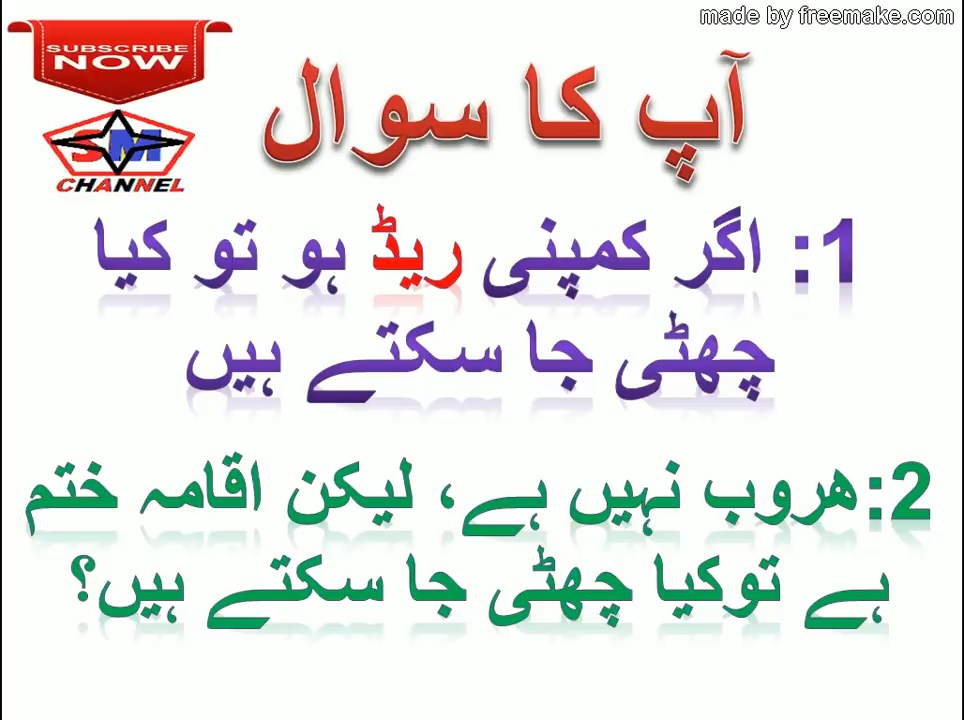 made by freemake.com
SUBSCRIBE
NOW
SM
CHANNEL
آپ کا سوال
1: اگر کمپنی ریڈ ہو تو کیا
چھٹی جا سکتے ہیں
2:ھروب نہیں ہے، لیکن اقامہ ختم
ہے توکیا چھٹی جا سکتے ہیں؟